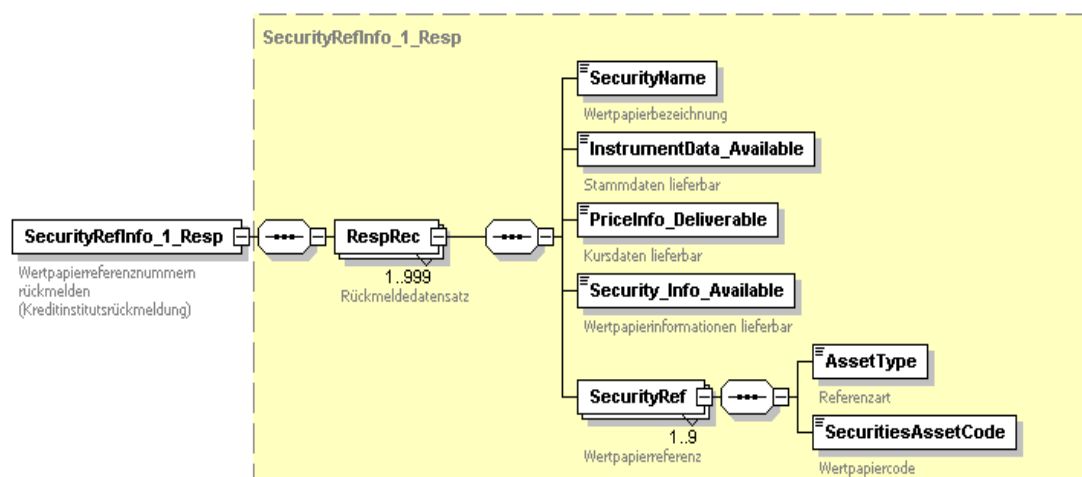 SecurityRefInfo_1_Resp
SecurityName
Wertpapierbezeichnung
InstrumentData_Available
Stammdaten lieferbar
PriceInfo_Deliverable
Kursdaten lieferbar
SecurityRefInfo_1_Resp
Wertpapierreferenznummern
rückmelden
(Kreditinstitutsrückmeldung)
RespRec
1..999
Rückmeldedatensatz
Security_Info_Available
Wertpapierinformationen lieferbar
SecurityRef
1..9
Wertpapierreferenz
AssetType
Referenzart
SecuritiesAssetCode
Wertpapiercode